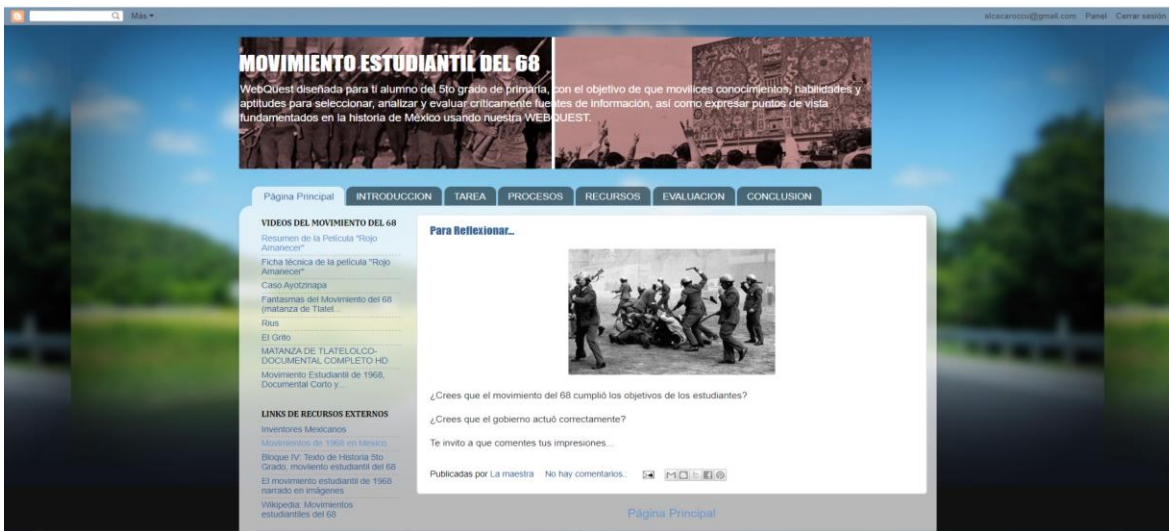 Más
alcacaroccu@gmail.com Panel Cerrar sesión
MOVIMIENTO ESTUDIANTIL DEL 68
WebQuest diseñada para ti alumno del 5to grado de primaria, con el objetivo de que movilices conocimientos, habilidades y
aptitudes para seleccionar, analizar y evaluar críticamente fuentes de información, así como expresar puntos de vista
fundamentados en la historia de México usando nuestra WEBQUEST.
Página Principal INTRODUCCION TAREA PROCESOS RECURSOS EVALUACION CONCLUSION
VIDEOS DEL MOVIMIENTO DEL 68
Resumen de la Película "Rojo
Amanecer"
Ficha técnica de la película "Rojo
Amanecer"
Caso Ayotzinapa
Fantasmas del Movimiento del 68
(matanza de Tlatel...
Rius
El Grito
MATANZA DE TLATELOLCO-
DOCUMENTAL COMPLETO HD
Movimiento Estudiantil de 1968,
Documental Corto y...
LINKS DE RECURSOS EXTERNOS
Inventores Mexicanos
Movimientos de 1968 en Mexico
Bloque IV: Texto de Historia 5to
Grado, moviiento estudiantil del 68
El movimiento estudiantil de 1968
narrado en imágenes
Wikipedia: Movimientos
estudiantiles del 68
Para Reflexionar...
¿Crees que el movimiento del 68 cumplió los objetivos de los estudiantes?
¿Crees que el gobierno actuó correctamente?
Te invito a que comentes tus impresiones...
Publicadas por La maestra No hay comentarios.:
Página Principal